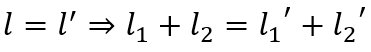 l = l′ ⇒ l₁ + l₂ = l₁′ + l₂′